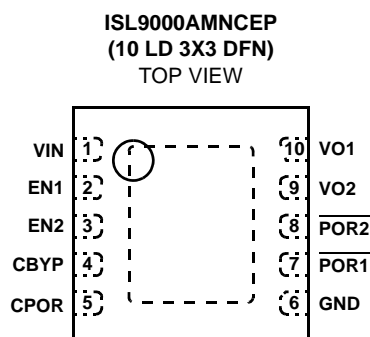 ISL9000AMNCEP
(10 LD 3X3 DFN)
TOP VIEW
VIN 1 10 VO1
EN1 2 9 VO2
EN2 3 8 POR2
CBYP 4 7 POR1
CPOR 5 6 GND